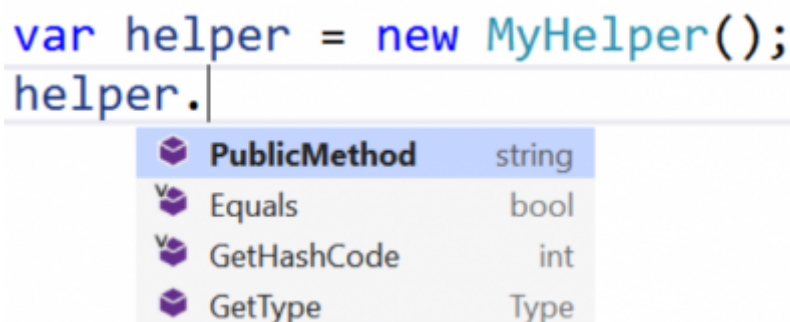 var helper = new MyHelper();
helper.
PublicMethod string
Equals bool
GetHashCode int
GetType Type